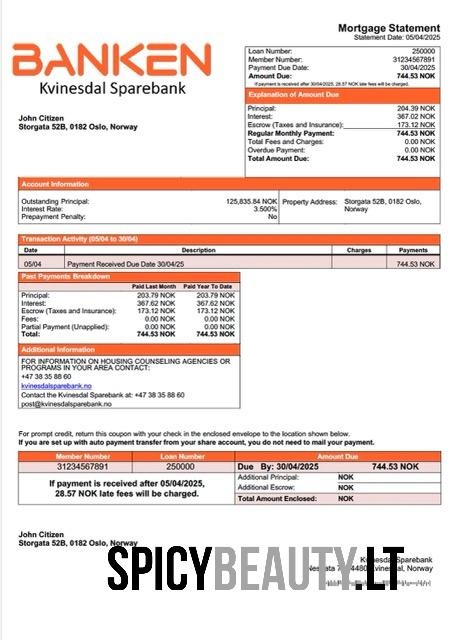 Mortgage Statement
Statement Date: 05/04/2025
BANKEN
Kvinesdal Sparebank
Loan Number: 250000
Member Number: 31234567891
Payment Due Date: 30/04/2025
Amount Due: 744.53 NOK
If payment is received after 30/04/2025, 28.57 NOK late fees will be charged.
Explanation of Amount Due
Principal: 204.39 NOK
Interest: 367.02 NOK
Escrow (Taxes and Insurance): 173.12 NOK
Regular Monthly Payment: 744.53 NOK
Total Fees and Charges: 0.00 NOK
Overdue Payment: 0.00 NOK
Total Amount Due: 744.53 NOK
John Citizen
Storgata 52B, 0182 Oslo, Norway
Account Information
Outstanding Principal: 125,835.84 NOK
Interest Rate: 3.500%
Prepayment Penalty: No
Property Address: Storgata 52B, 0182 Oslo,
Norway
Transaction Activity (05/04 to 30/04)
Date Description Charges Payments
05/04 Payment Received Due Date 30/04/25 744.53 NOK
Past Payments Breakdown
Paid Last Month Paid Year To Date
Principal: 203.79 NOK 203.79 NOK
Interest: 367.62 NOK 367.62 NOK
Escrow (Taxes and Insurance): 173.12 NOK 173.12 NOK
Fees: 0.00 NOK 0.00 NOK
Partial Payment (Unapplied): 0.00 NOK 0.00 NOK
Total: 744.53 NOK 744.53 NOK
Additional Information
FOR INFORMATION ON HOUSING COUNSELING AGENCIES OR
PROGRAMS IN YOUR AREA CONTACT:
+47 38 35 88 60
kvinesdalsparebank.no
Contact the Kvinesdal Sparebank at: +47 38 35 88 60
post@kvinesdalsparebank.no
For prompt credit, return this coupon with your check in the enclosed envelope to the location shown below.
If you are set up with auto payment transfer from your share account, you do not need to mail your payment.
Member Number Loan Number Amount Due
31234567891 250000 Due By: 30/04/2025 744.53 NOK
If payment is received after 05/04/2025,
28.57 NOK late fees will be charged.
Additional Principal: NOK
Additional Escrow: NOK
Total Amount Enclosed: NOK
John Citizen
Storgata 52B, 0182 Oslo, Norway
Sparebank
4480
SPICYBEAUTY.LT